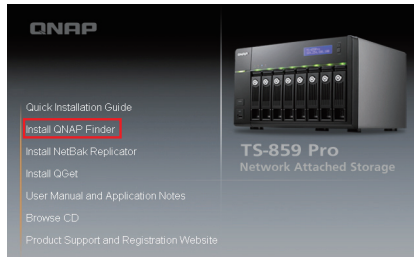 QNAP
Quick Installation Guide
Install QNAP Finder
Install NetBak Replicator
Install QGet
User Manual and Application Notes
Browse CD
Product Support and Registration Website
TS-859 Pro
Network Attached Storage